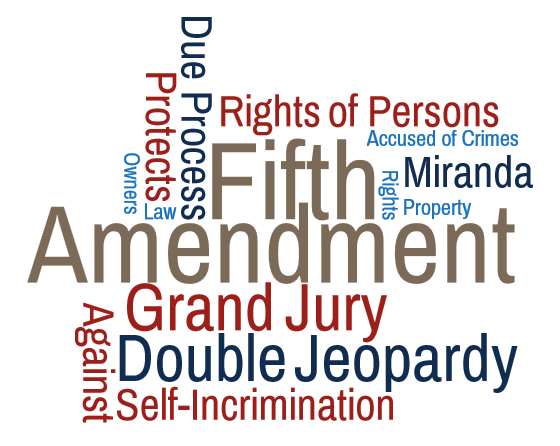 Due Process
Protects
Rights of Persons
Accused of Crimes
Owners
Law
Fifth
Rights
Miranda
Property
Amendment
Grand Jury
Against
Double Jeopardy
Self-Incrimination